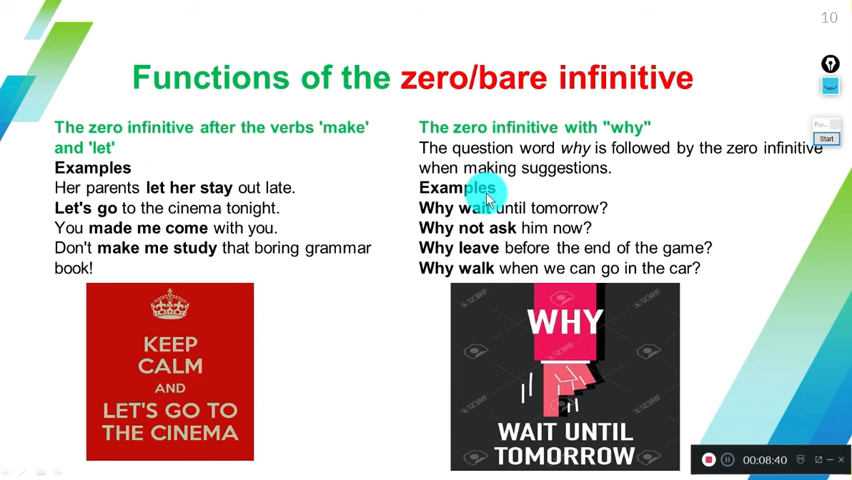 10
Functions of the zero/bare infinitive
The zero infinitive after the verbs 'make'
and 'let'
Examples
Her parents let her stay out late.
Let's go to the cinema tonight.
You made me come with you.
Don't make me study that boring grammar
book!
The zero infinitive with "why"
The question word why is followed by the zero infinitive
when making suggestions.
Examples
Why wait until tomorrow?
Why not ask him now?
Why leave before the end of the game?
Why walk when we can go in the car?
KEEP
CALM
AND
LET'S GO TO
THE CINEMA
WHY
WAIT UNTIL
TOMORROW
123RF
123RF
123RF
123RF
Start
00:08:40